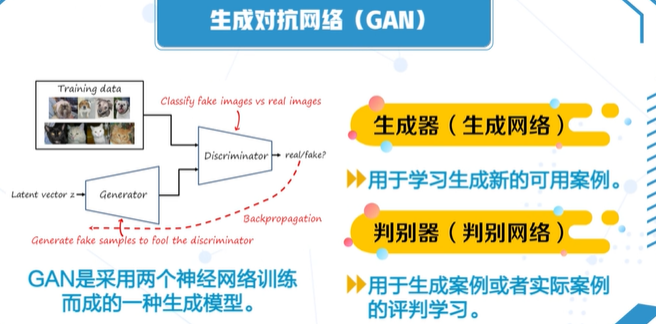 生成对抗网络（GAN）
Training data
Classify fake images vs real images
Discriminator
real/fake?
Latent vector z
Generator
Backpropagation
Generate fake samples to fool the discriminator
GAN是采用两个神经网络训练
而成的一种生成模型。
生成器（生成网络）
用于学习生成新的可用案例。
判别器（判别网络）
用于生成案例或者实际案例
的评判学习。